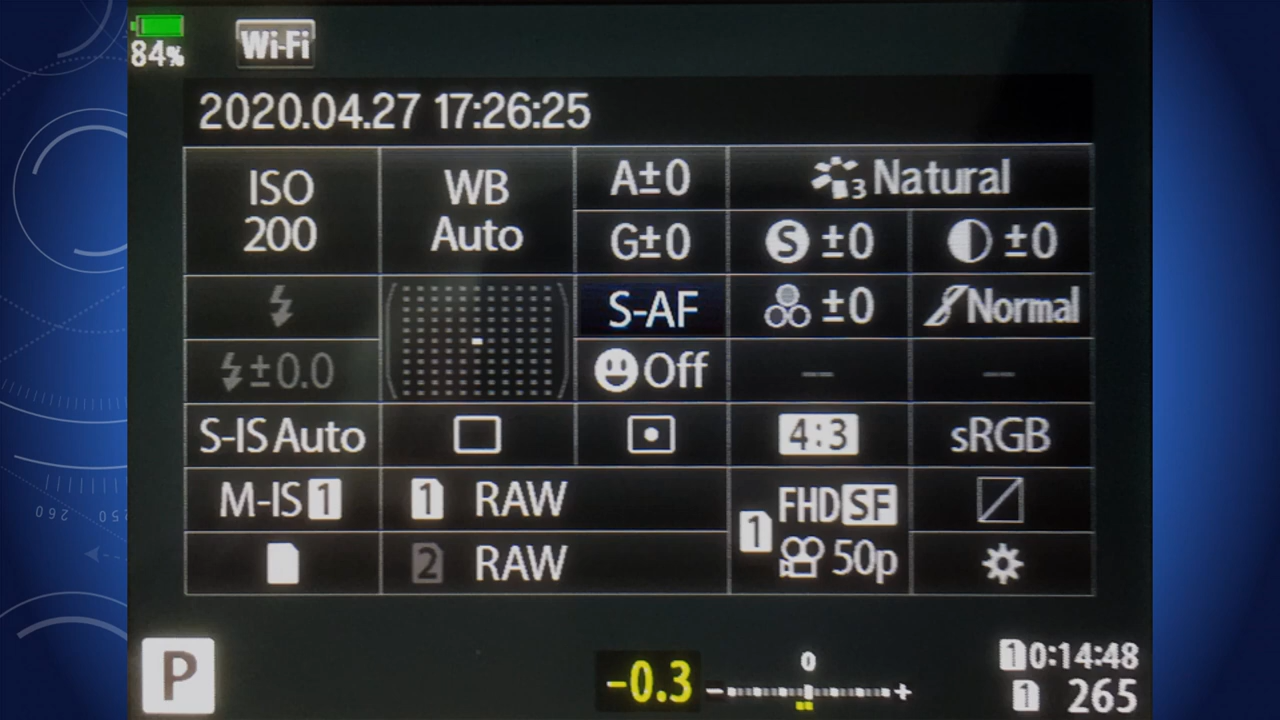 84%
Wi-Fi
2020.04.27 17:26:25
ISO
200
WB
Auto
A±0
G±0
3 Natural
S ±0
±0
S-AF
±0
Normal
±0.0
Off
S-IS Auto
4:3
sRGB
M-IS 1
1 RAW
2 RAW
1 FHD SF
50p
P
-0.3
0
- +
1 0:14:48
1 265
260